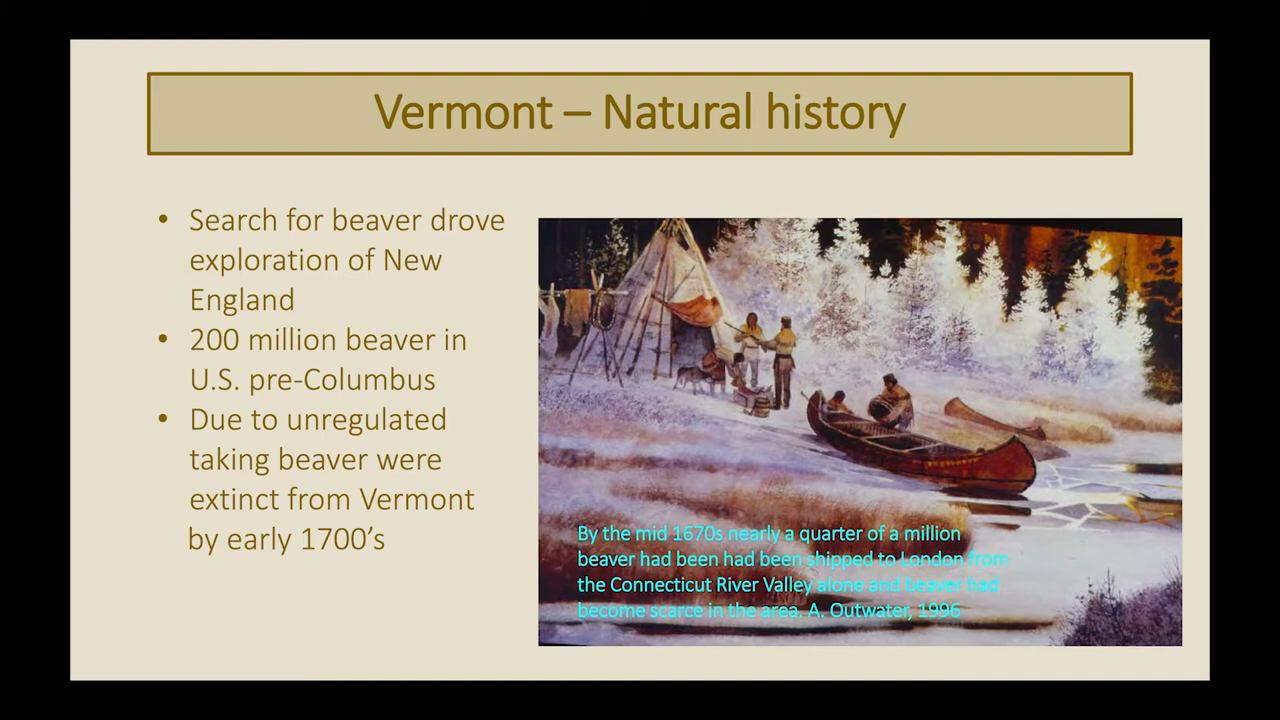 Vermont – Natural history
• Search for beaver drove
exploration of New
England
• 200 million beaver in
U.S. pre-Columbus
• Due to unregulated
taking beaver were
extinct from Vermont
by early 1700’s
By the mid 1670s nearly a quarter of a million
beaver had been had been shipped to London from
the Connecticut River Valley alone and beaver had
become scarce in the area. A. Outwater, 1996